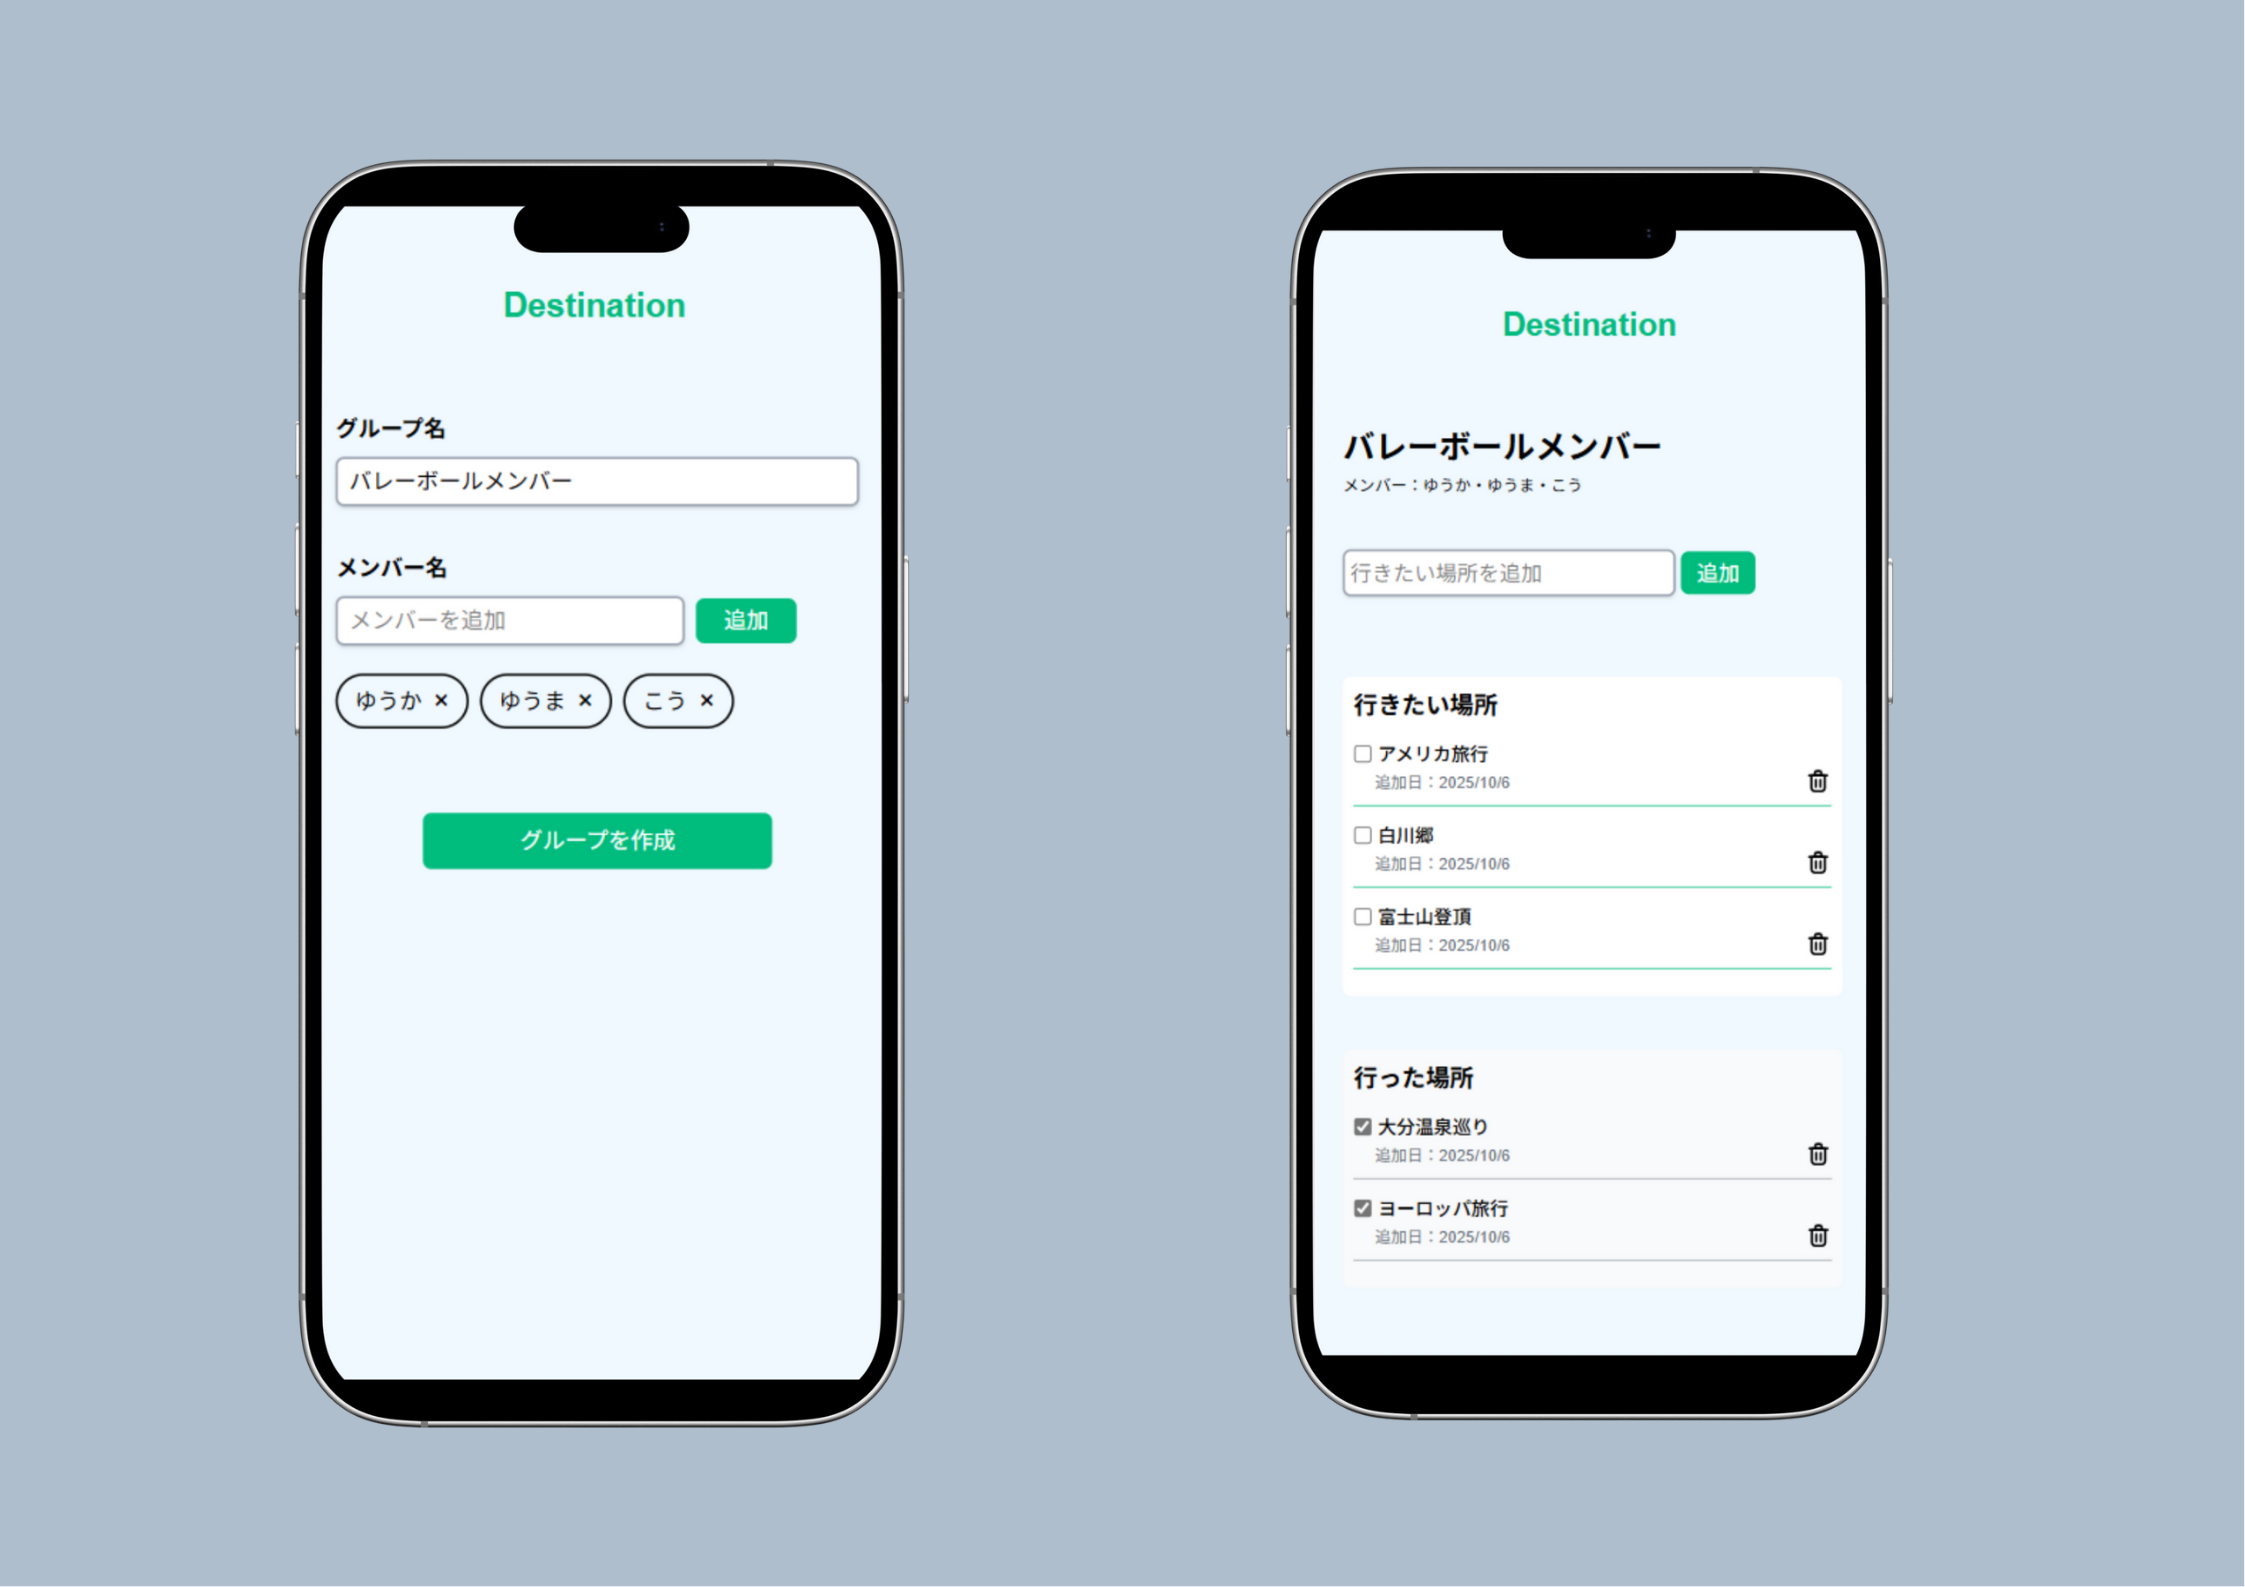 Destination
グループ名
バレーボールメンバー
メンバー名
メンバーを追加 追加
ゆうか × ゆうま × こう ×
グループを作成
Destination
バレーボールメンバー
メンバー：ゆうか・ゆうま・こう
行きたい場所を追加 追加
行きたい場所
アメリカ旅行
追加日：2025/10/6
白川郷
追加日：2025/10/6
富士山登頂
追加日：2025/10/6
行った場所
大分温泉巡り
追加日：2025/10/6
ヨーロッパ旅行
追加日：2025/10/6